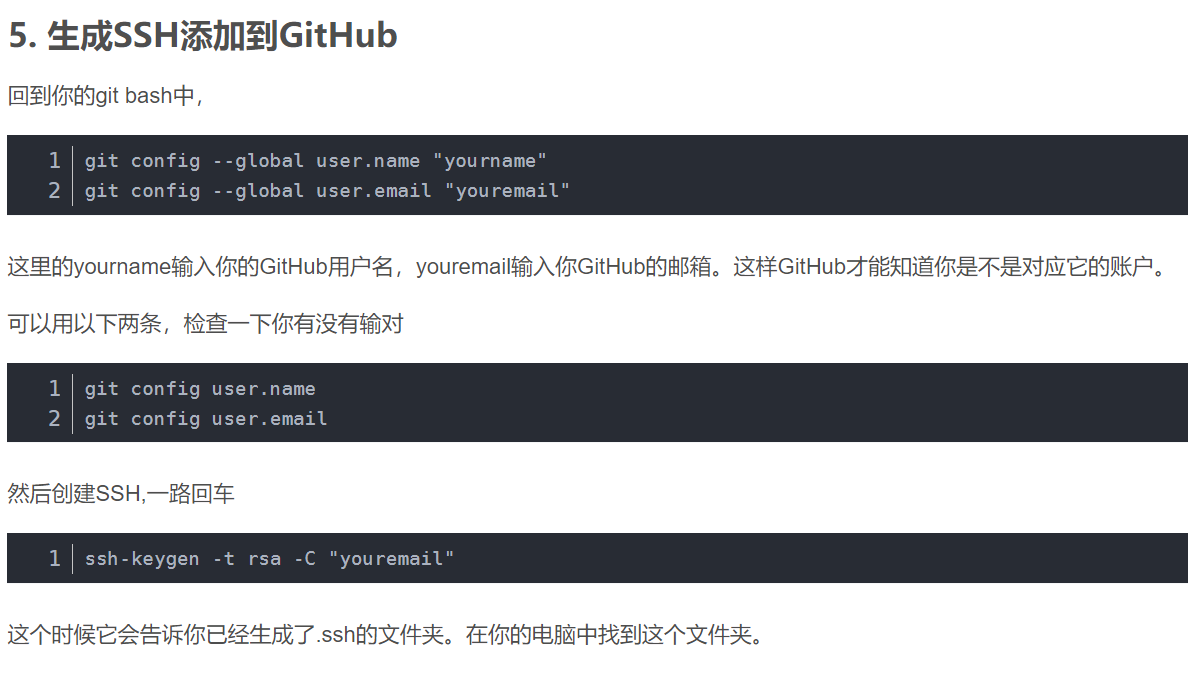 5. 生成SSH添加到GitHub
回到你的git bash中，
1 git config --global user.name "yourname"
2 git config --global user.email "youremail"
这里的yourname输入你的GitHub用户名，youremail输入你GitHub的邮箱。这样GitHub才能知道你是不是对应它的账户。
可以用以下两条，检查一下你有没有输对
1 git config user.name
2 git config user.email
然后创建SSH,一路回车
1 ssh-keygen -t rsa -C "youremail"
这个时候它会告诉你已经生成了.ssh的文件夹。在你的电脑中找到这个文件夹。